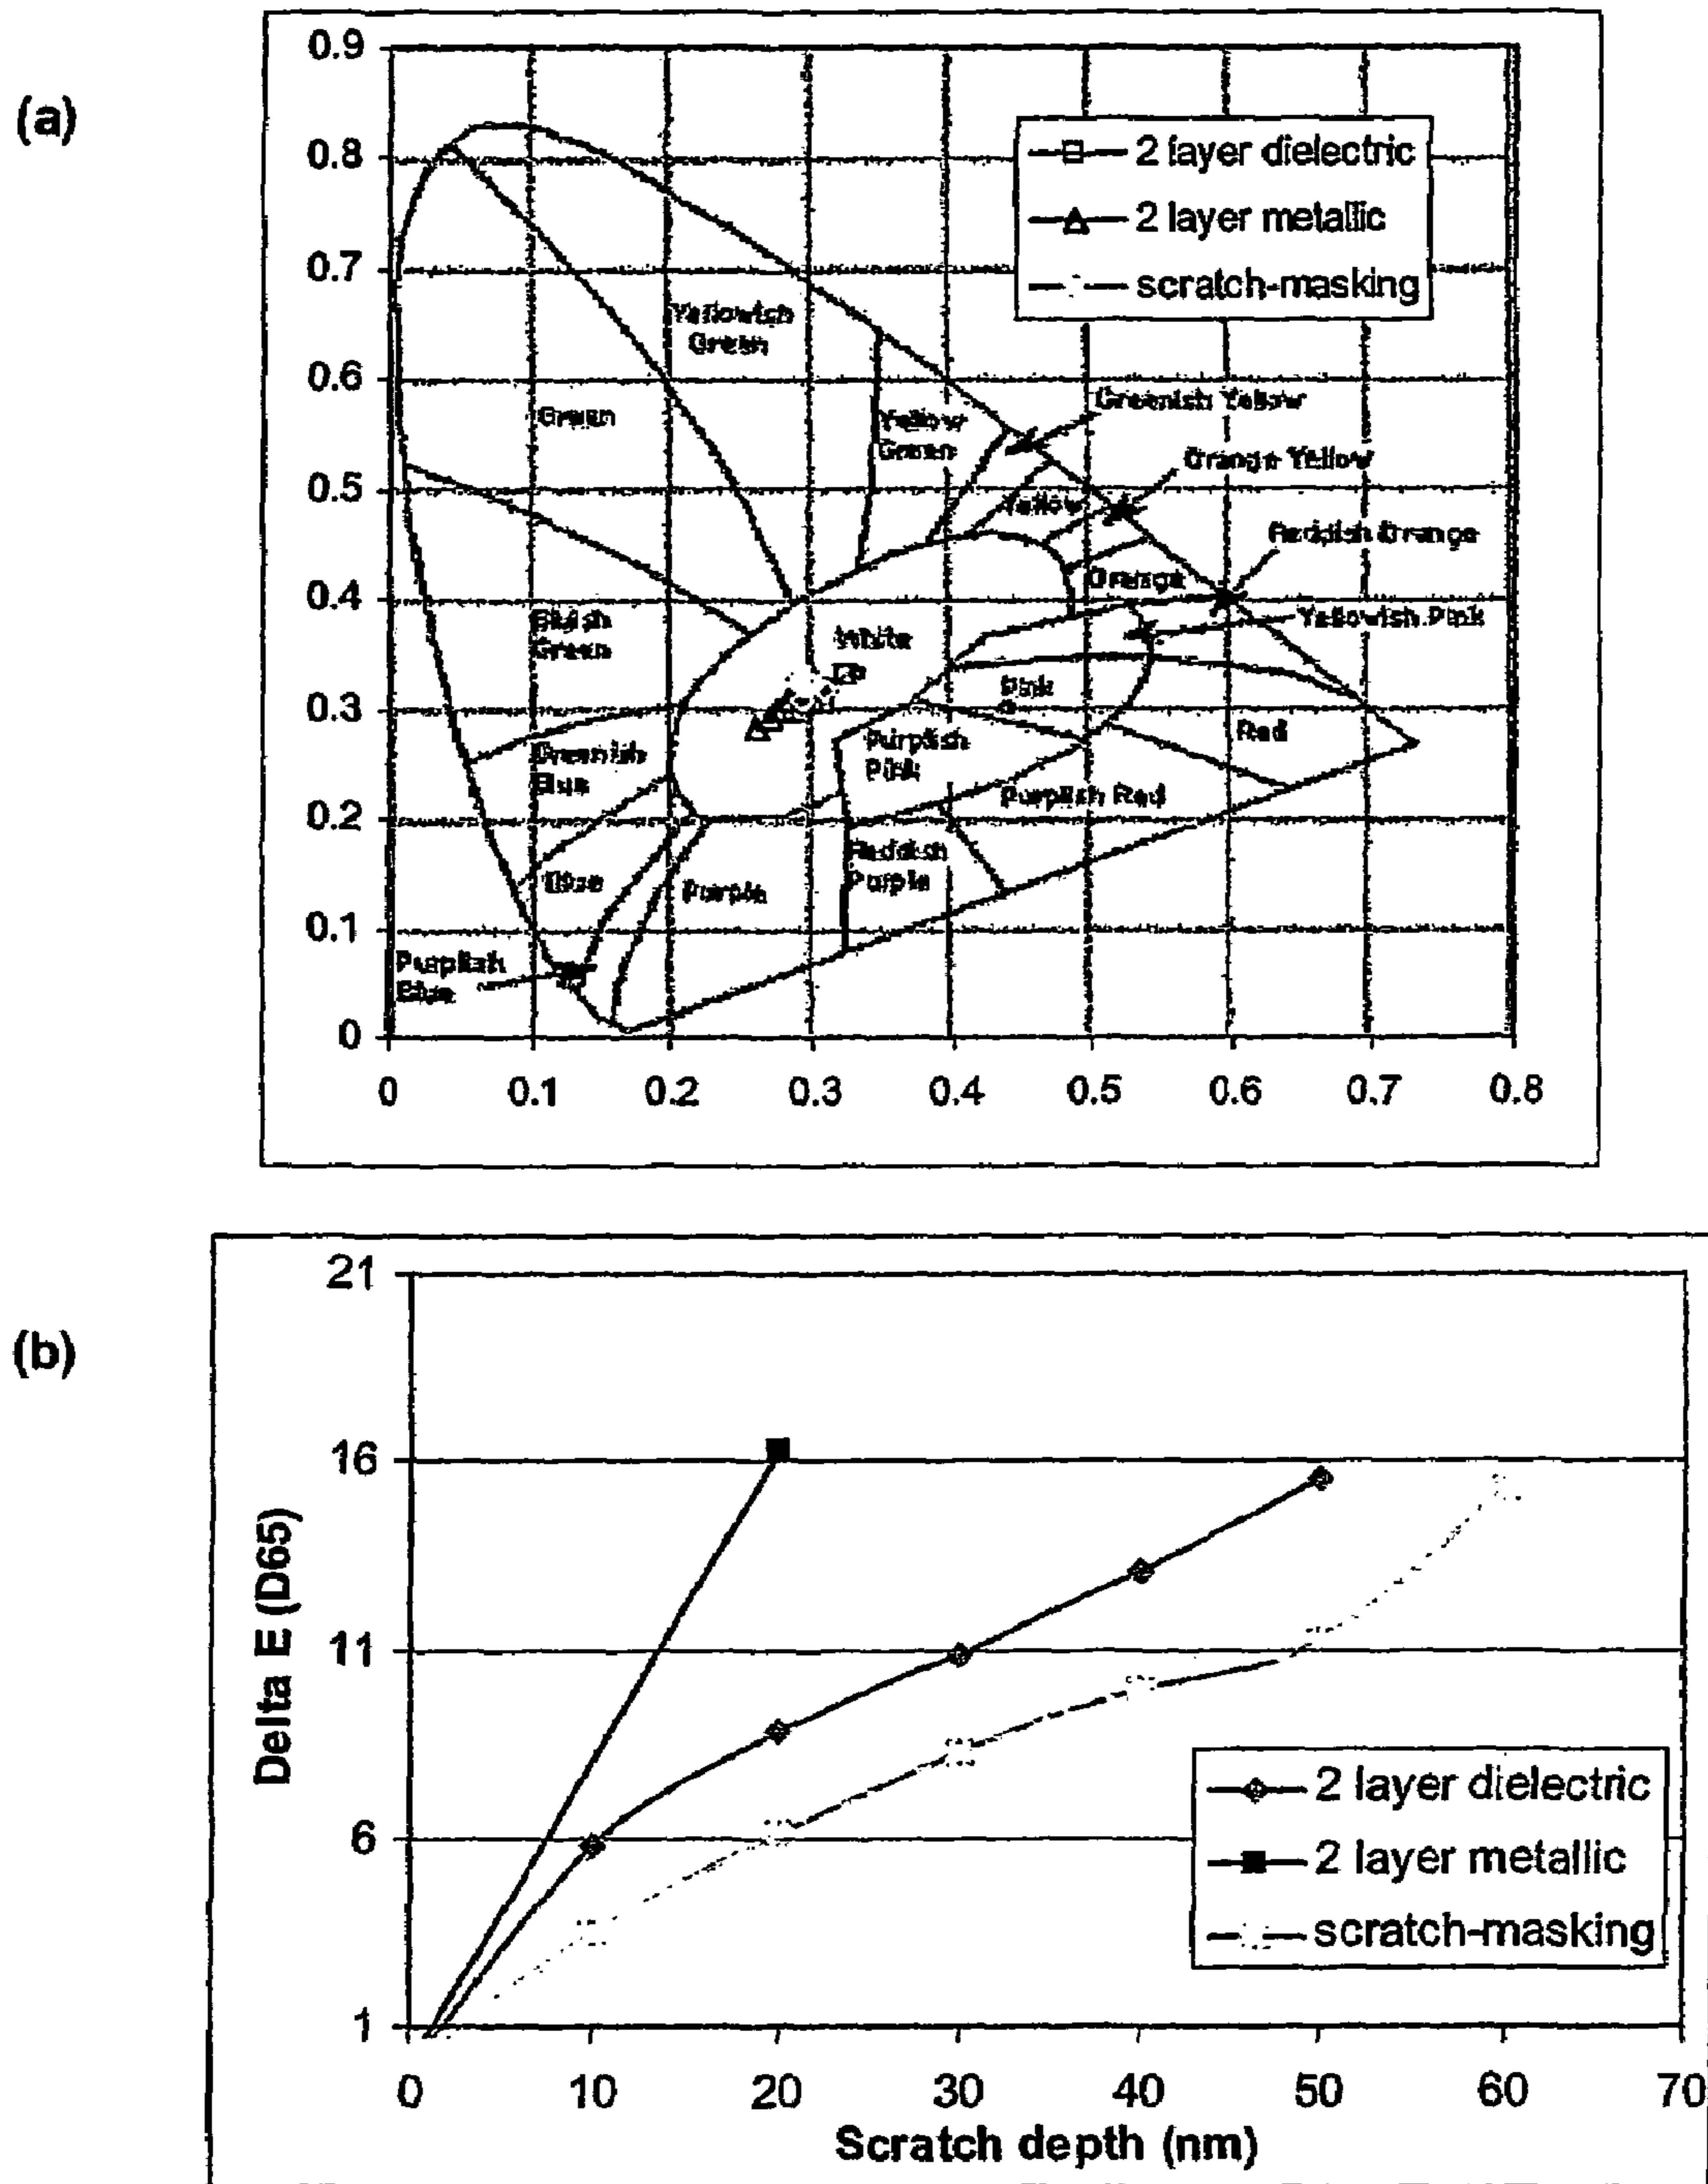 (a)
0.9
0.8
0.7
0.6
0.5
0.4
0.3
0.2
0.1
0
0
0.1
0.2
0.3
0.4
0.5
0.6
0.7
0.8
2 layer dielectric
2 layer metallic
scratch-masking
Yellowish
Green
Green
Yellow
Green
Greenish Yellow
Orange Yellow
Yellow
Reddish Orange
Orange
Bluish
Green
White
Yellowish Pink
Pink
Red
Greenish
Blue
Purplish
Pink
Purplish Red
Blue
Purple
Reddish
Purple
Purplish
Blue
(b)
21
16
11
6
1
Delta E (D65)
2 layer dielectric
2 layer metallic
scratch-masking
0
10
20
30
40
50
60
70
Scratch depth (nm)